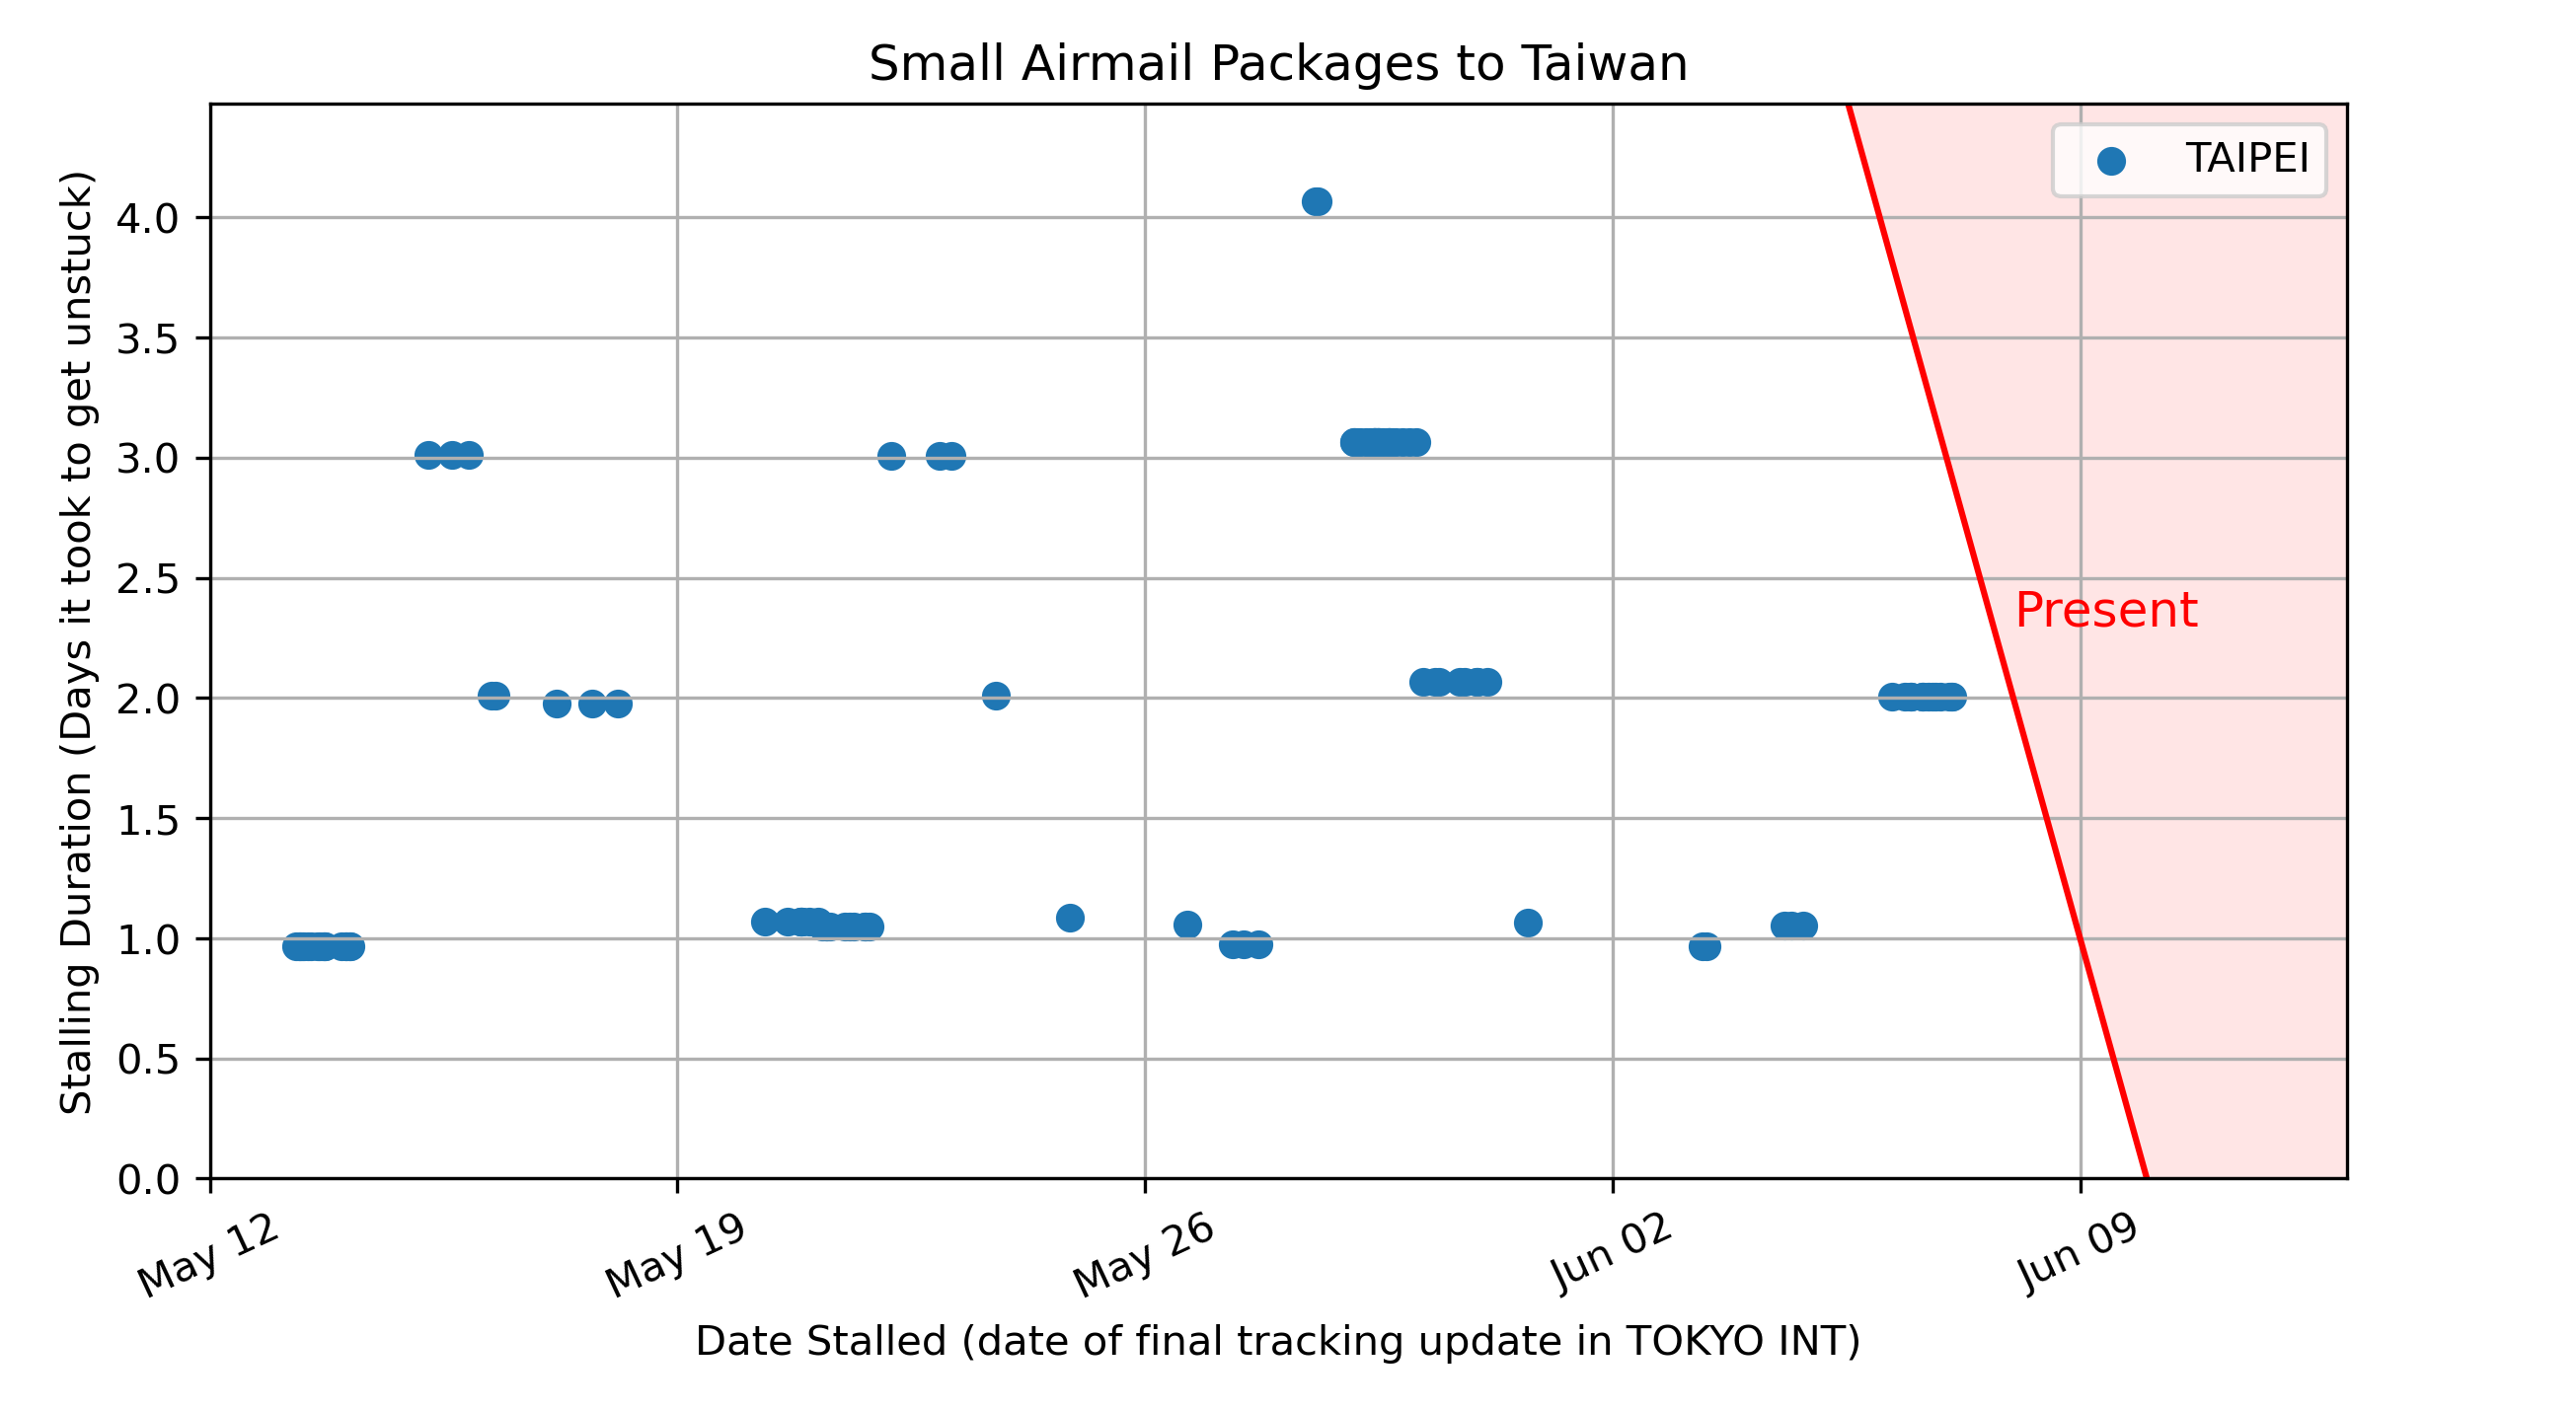 Small Airmail Packages to Taiwan
TAIPEI
Stalling Duration (Days it took to get unstuck)
4.0
3.5
3.0
2.5
2.0
1.5
1.0
0.5
0.0
Present
May 12
May 19
May 26
Jun 02
Jun 09
Date Stalled (date of final tracking update in TOKYO INT)